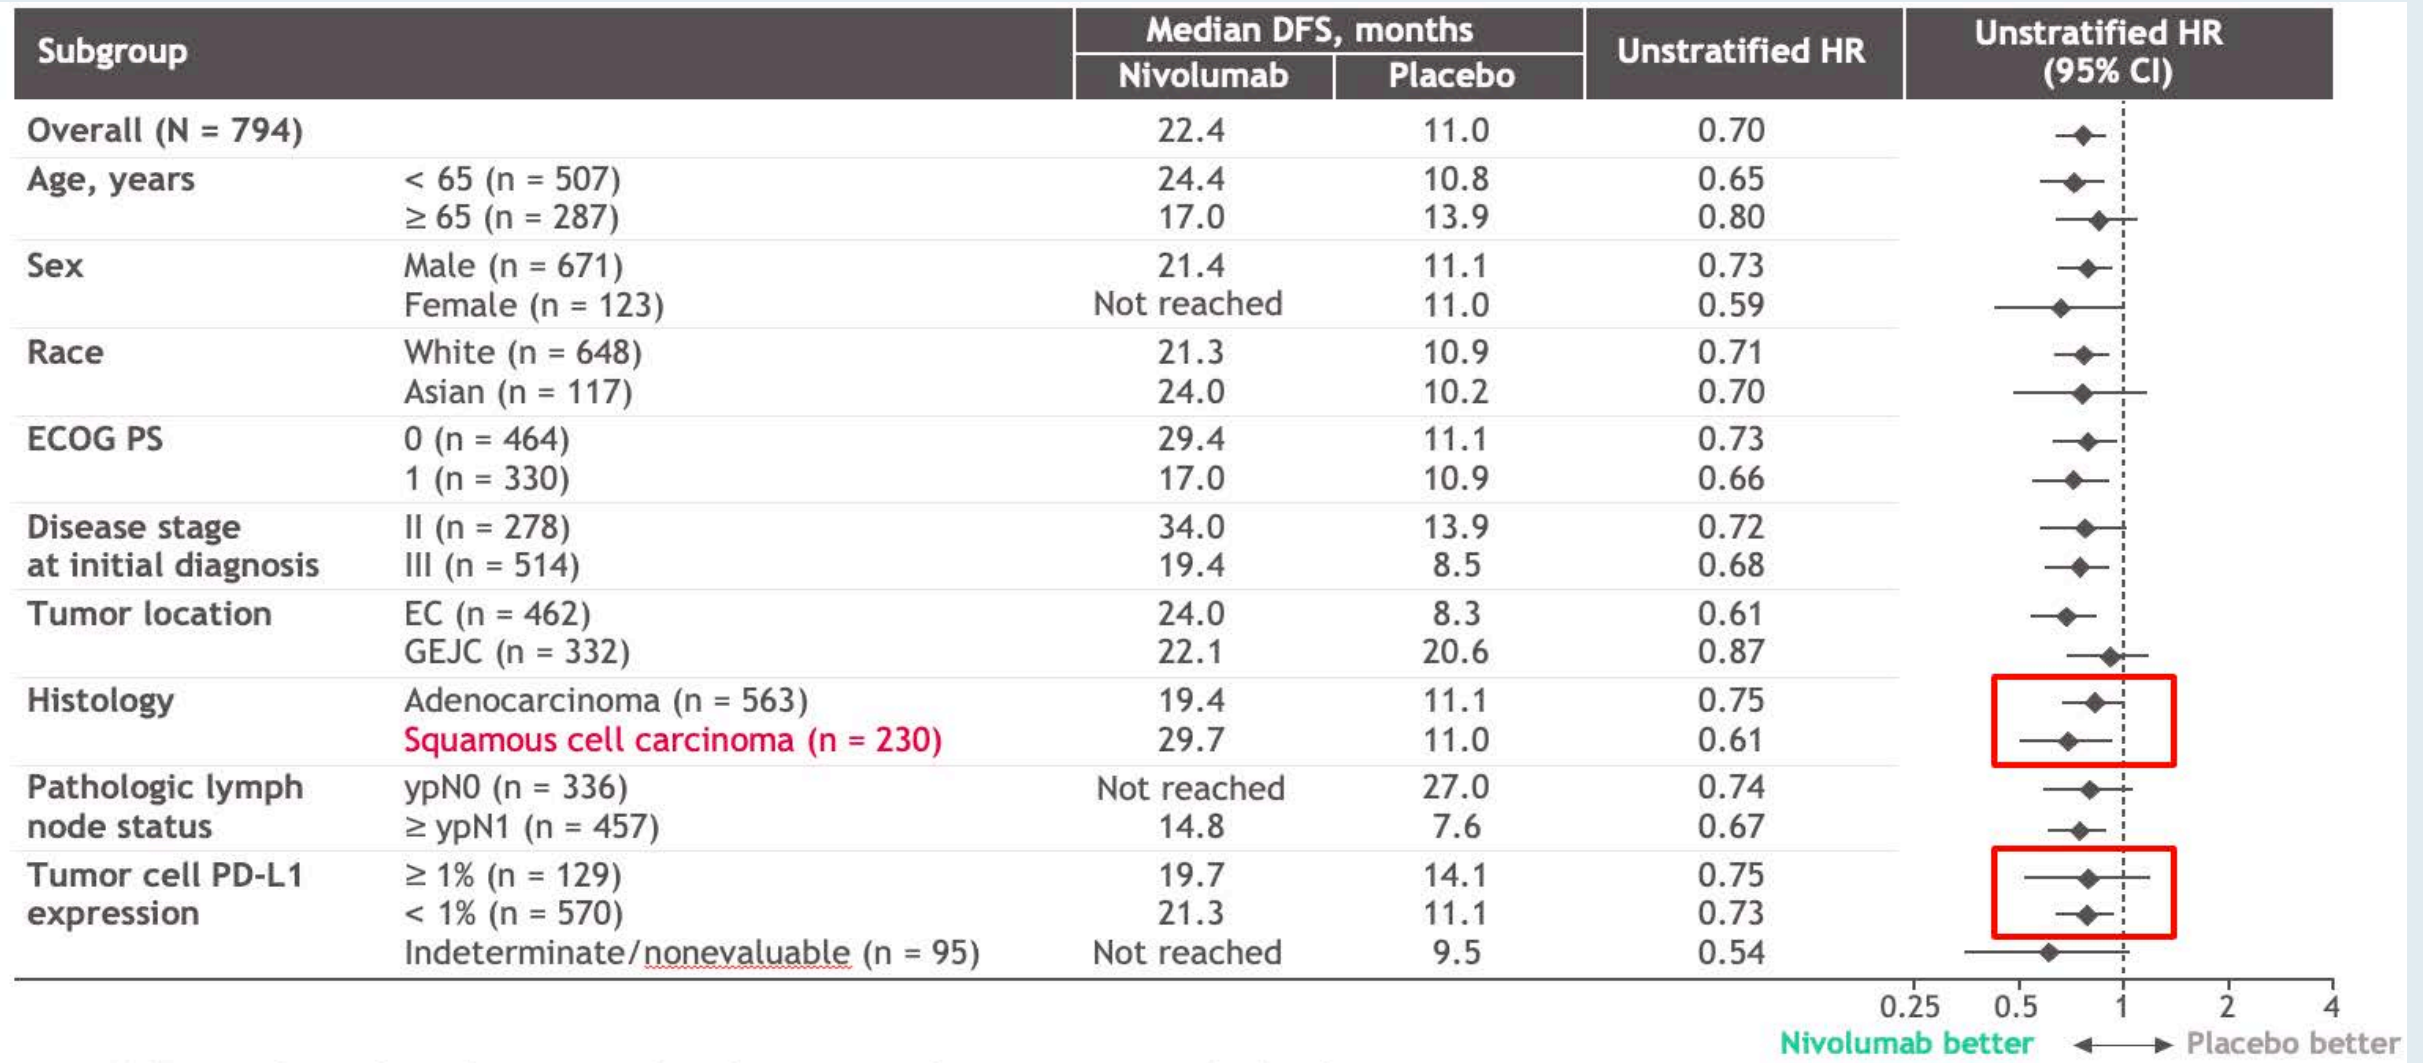 Subgroup Median DFS, months Unstratified HR Unstratified HR (95% CI)
Nivolumab Placebo
Overall (N = 794) 22.4 11.0 0.70
Age, years < 65 (n = 507) 24.4 10.8 0.65
≥ 65 (n = 287) 17.0 13.9 0.80
Sex Male (n = 671) 21.4 11.1 0.73
Female (n = 123) Not reached 11.0 0.59
Race White (n = 648) 21.3 10.9 0.71
Asian (n = 117) 24.0 10.2 0.70
ECOG PS 0 (n = 464) 29.4 11.1 0.73
1 (n = 330) 17.0 10.9 0.66
Disease stage II (n = 278) 34.0 13.9 0.72
at initial diagnosis III (n = 514) 19.4 8.5 0.68
Tumor location EC (n = 462) 24.0 8.3 0.61
GEJC (n = 332) 22.1 20.6 0.87
Histology Adenocarcinoma (n = 563) 19.4 11.1 0.75
Squamous cell carcinoma (n = 230) 29.7 11.0 0.61
Pathologic lymph ypN0 (n = 336) Not reached 27.0 0.74
node status ≥ ypN1 (n = 457) 14.8 7.6 0.67
Tumor cell PD-L1 ≥ 1% (n = 129) 19.7 14.1 0.75
expression < 1% (n = 570) 21.3 11.1 0.73
Indeterminate/nonevaluable (n = 95) Not reached 9.5 0.54
0.25 0.5 1 2 4
Nivolumab better Placebo better